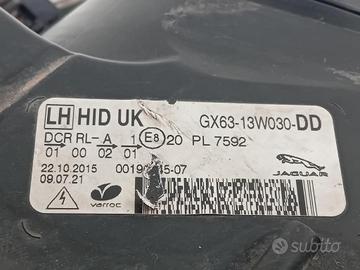 LH HID UK GX63-13W030-DD
DCR RL-A 1 E8 20 PL 7592
01 00 02 01
22.10.2015
09.07.21
varroc
JAGUAR
subito